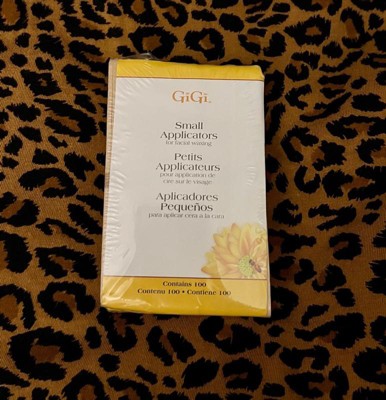 GiGi
Small
Applicators
for facial waxing
Petits
Applicateurs
pour application de
cire sur le visage
Aplicadores
Pequeños
para aplicar cera a la cara
Contains 100
Contenu 100 • Contiene 100